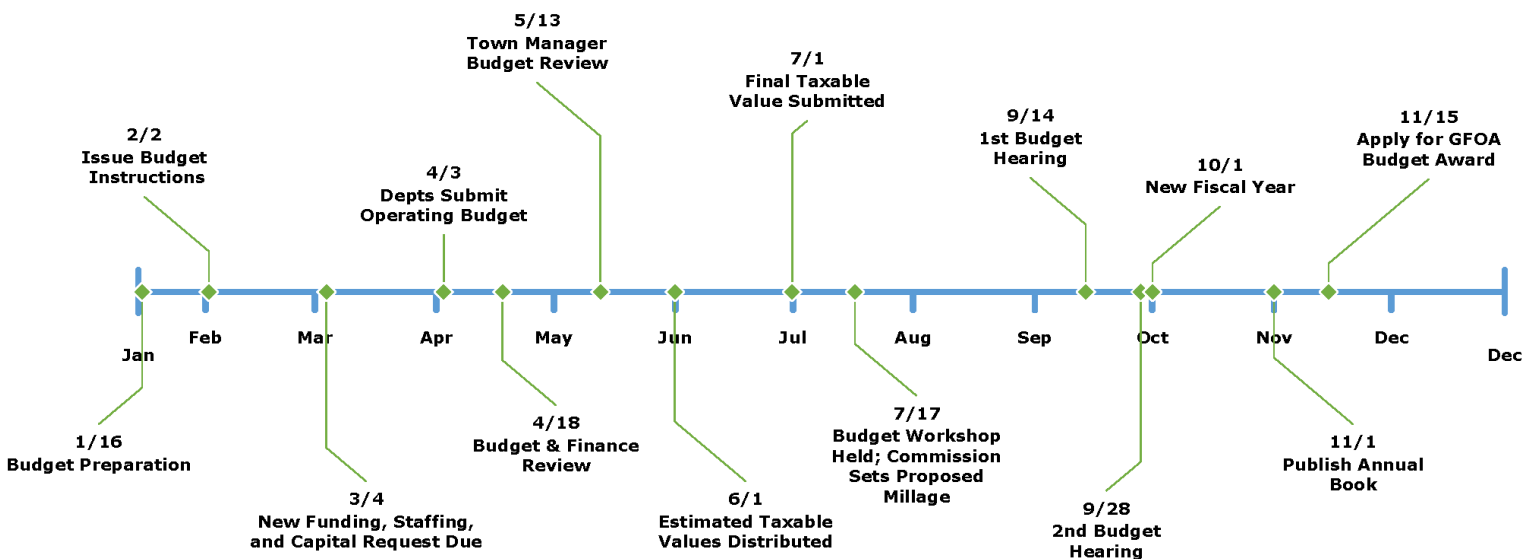 5/13
Town Manager
Budget Review
7/1
Final Taxable
Value Submitted
2/2
Issue Budget
Instructions
4/3
Depts Submit
Operating Budget
9/14
1st Budget
Hearing
10/1
New Fiscal Year
11/15
Apply for GFOA
Budget Award
Jan
Feb
Mar
Apr
May
Jun
Jul
Aug
Sep
Oct
Nov
Dec
Dec
1/16
Budget Preparation
3/4
New Funding, Staffing,
and Capital Request Due
4/18
Budget & Finance
Review
6/1
Estimated Taxable
Values Distributed
7/17
Budget Workshop
Held; Commission
Sets Proposed
Millage
9/28
2nd Budget
Hearing
11/1
Publish Annual
Book